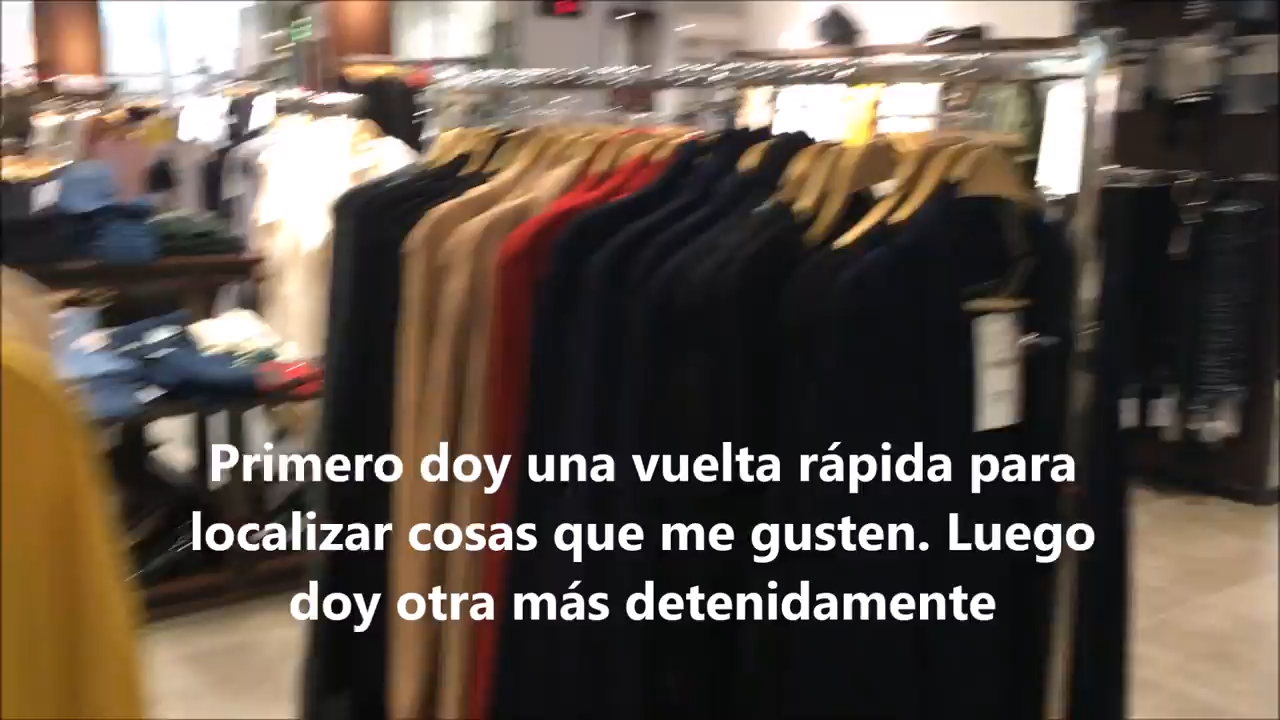 Primero doy una vuelta rápida para
localizar cosas que me gusten. Luego
doy otra más detenidamente